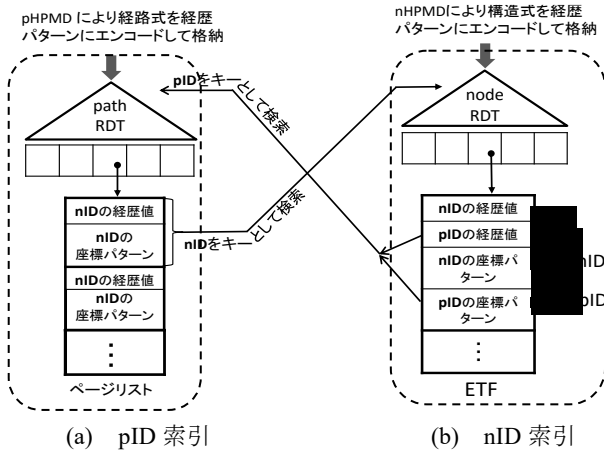 pHPMD により経路式を経歴
パターンにエンコードして格納
nHPMDにより構造式を経歴
パターンにエンコードして格納
pIDをキーとして検索
path
RDT
node
RDT
nIDの経歴値
nIDの
座標パターン
nIDの経歴値
nIDの
座標パターン
⋮
nIDをキーとして検索
nIDの経歴値
pIDの経歴値
nIDの座標パ
ターン
pIDの座標パ
ターン
⋮
nID
pID
ページリスト
ETF
(a) pID 索引
(b) nID 索引